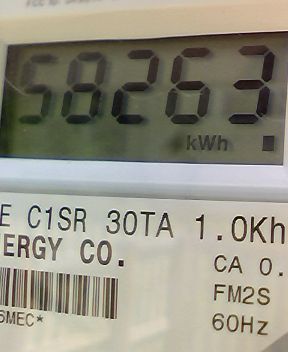 58263
kWh
E C1SR 30TA 1.0Kh
ERGY CO.
CA 0.
FM2S
6MEC*
60Hz